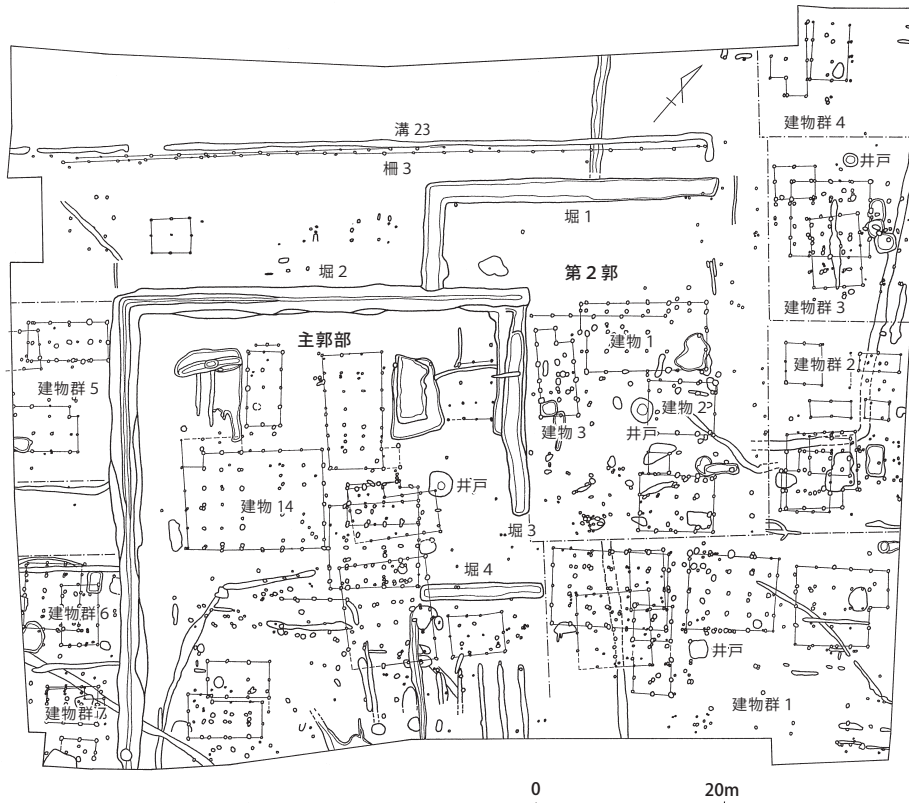 建物群 4
溝 23
井戸
柵 3
堀 1
堀 2
第２郭
建物群 3
主郭部
建物 1
建物群 2
建物群 5
建物 2
井戸
建物 3
井戸
建物 14
堀 3
堀 4
建物群 6
井戸
建物群 7
建物群 1
0 20m